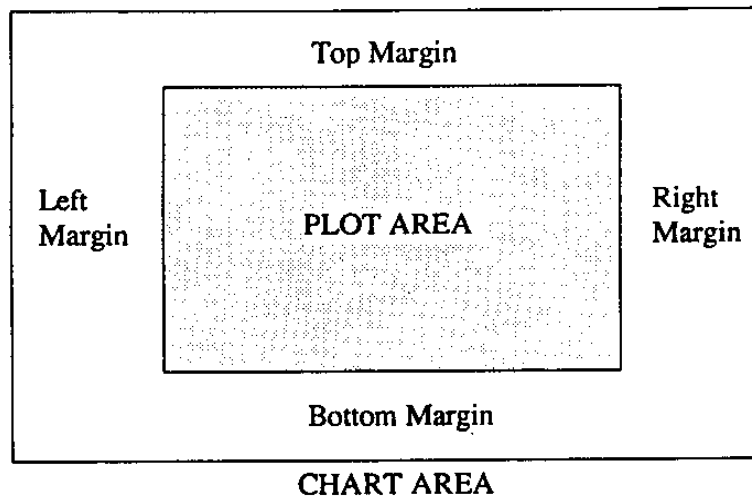 Top Margin
Left
Margin
PLOT AREA
Right
Margin
Bottom Margin
CHART AREA